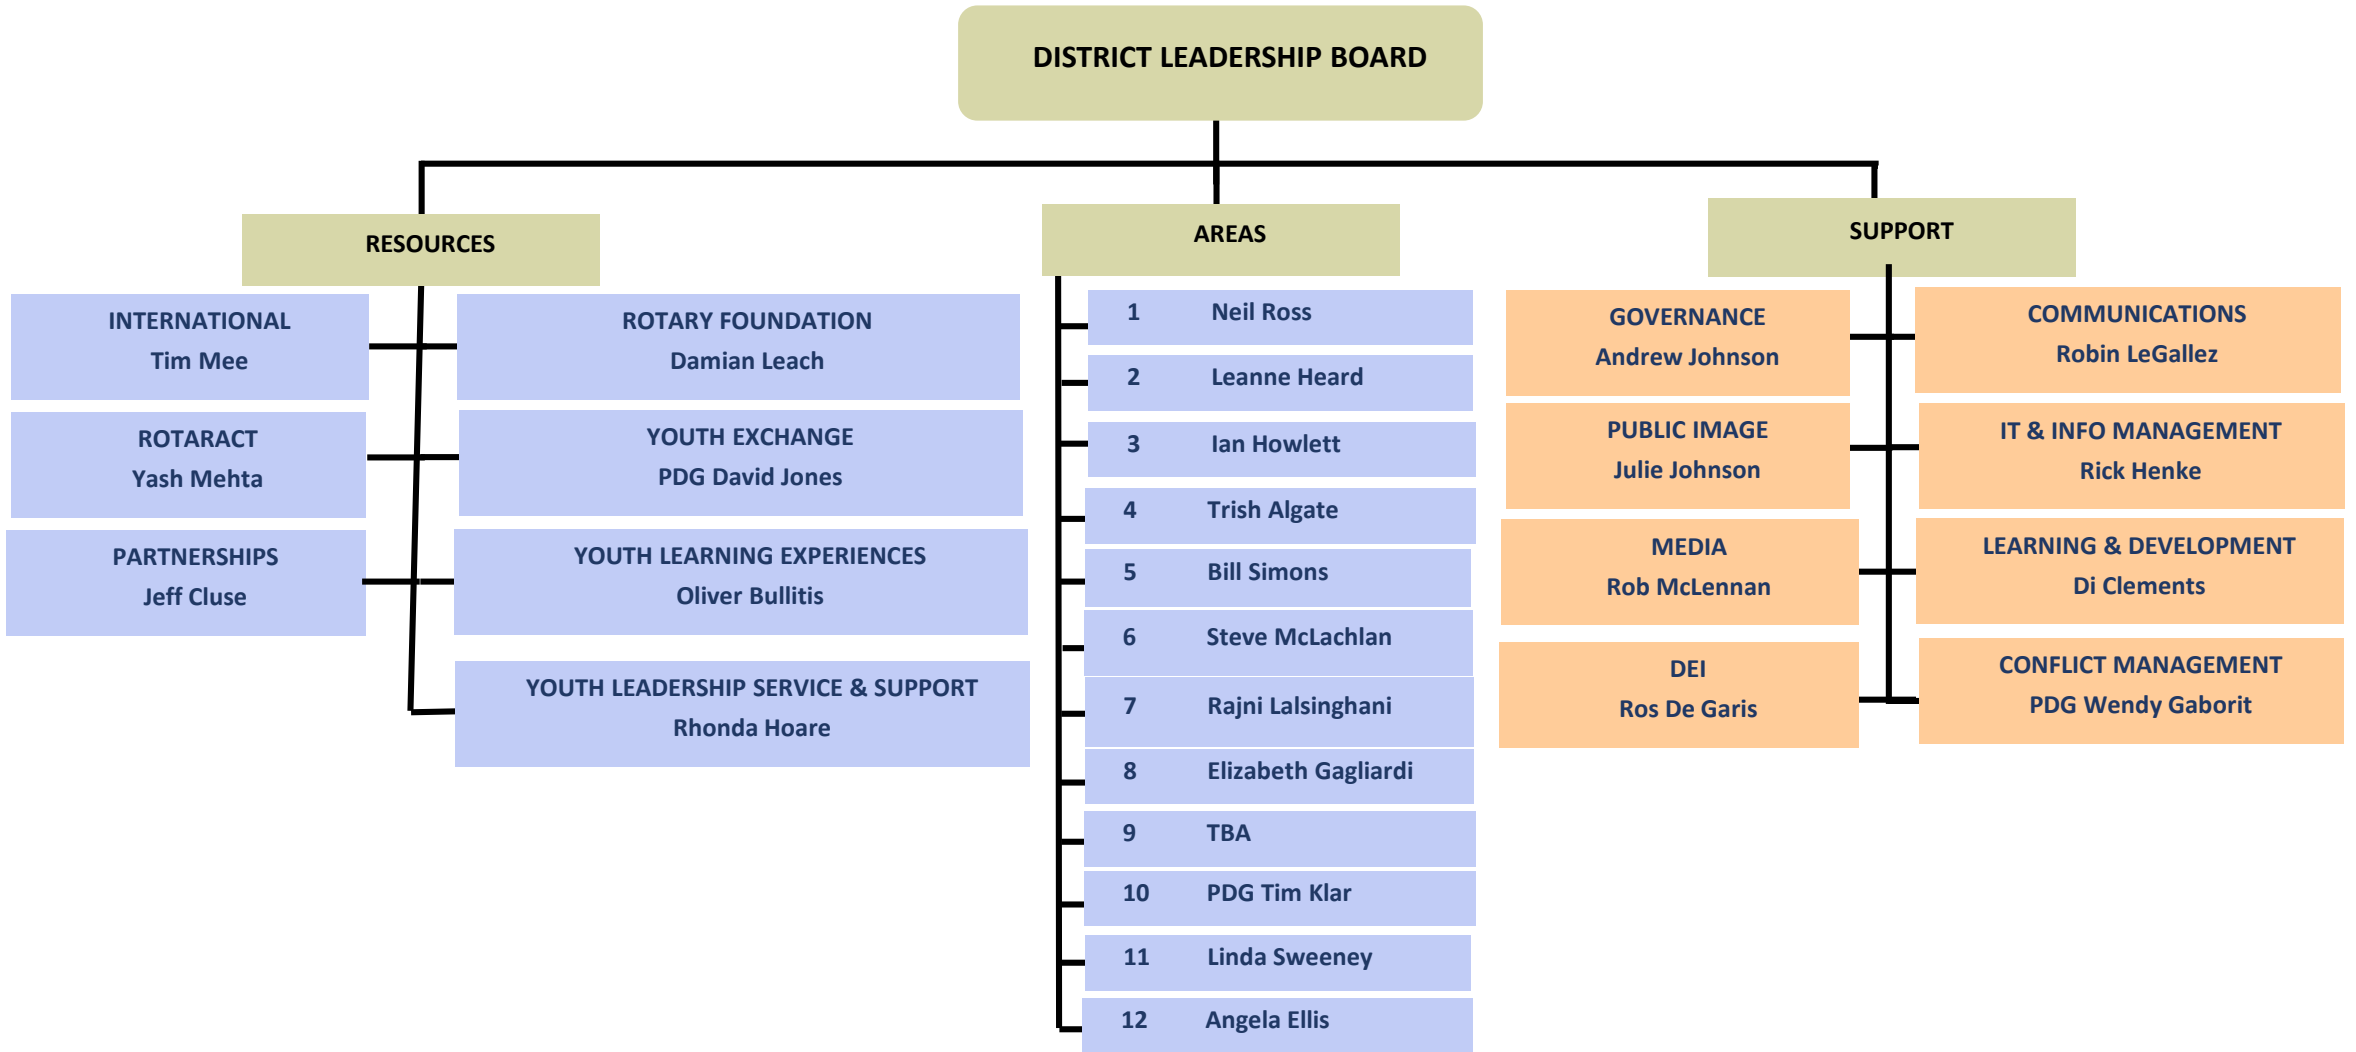 DISTRICT LEADERSHIP BOARD
RESOURCES
INTERNATIONAL
Tim Mee
ROTARY FOUNDATION
Damian Leach
ROTARACT
Yash Mehta
YOUTH EXCHANGE
PDG David Jones
PARTNERSHIPS
Jeff Cluse
YOUTH LEARNING EXPERIENCES
Oliver Bullitis
YOUTH LEADERSHIP SERVICE & SUPPORT
Rhonda Hoare
AREAS
1 Neil Ross
2 Leanne Heard
3 Ian Howlett
4 Trish Algate
5 Bill Simons
6 Steve McLachlan
7 Rajni Lalsinghani
8 Elizabeth Gagliardi
9 TBA
10 PDG Tim Klar
11 Linda Sweeney
12 Angela Ellis
SUPPORT
GOVERNANCE
Andrew Johnson
COMMUNICATIONS
Robin LeGallez
PUBLIC IMAGE
Julie Johnson
IT & INFO MANAGEMENT
Rick Henke
MEDIA
Rob McLennan
LEARNING & DEVELOPMENT
Di Clements
DEI
Ros De Garis
CONFLICT MANAGEMENT
PDG Wendy Gaborit